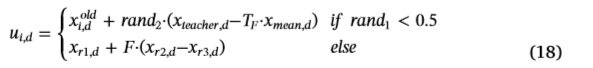 u_{i,d} = { x_{i,d}^{old} + rand_2·(x_{teacher,d}−T_F·x_{mean,d})  if rand_1 < 0.5
x_{r1,d} + F·(x_{r2,d}−x_{r3,d})  else
(18)